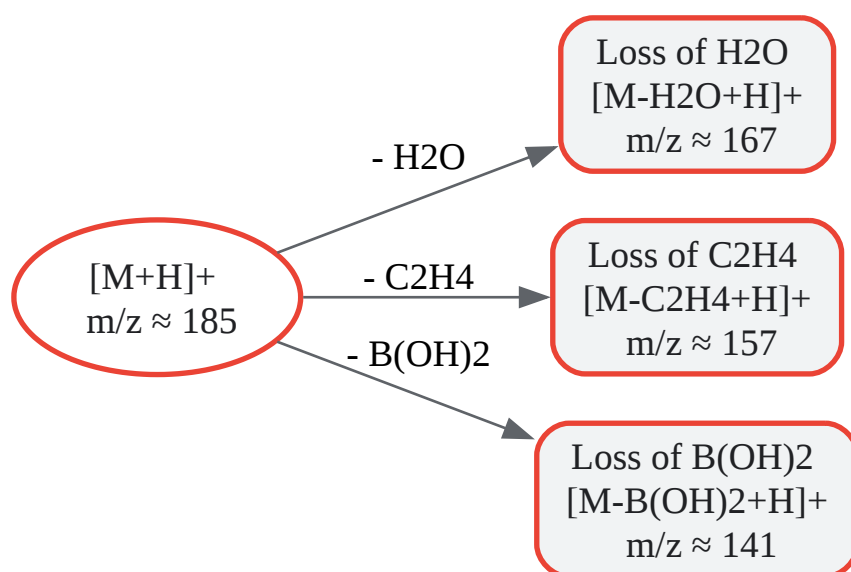 Loss of H2O
[M-H2O+H]+
m/z ≈ 167
- H2O
[M+H]+
m/z ≈ 185
- C2H4
Loss of C2H4
[M-C2H4+H]+
m/z ≈ 157
- B(OH)2
Loss of B(OH)2
[M-B(OH)2+H]+
m/z ≈ 141